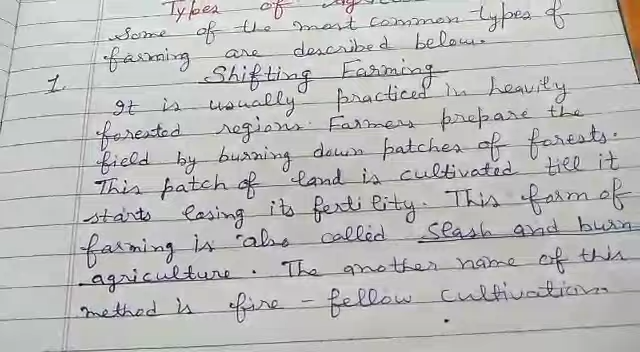 Types of
Some of the most common types of
farming are described below.
1. Shifting Farming
It is usually practiced in heavity
forested regions. Farmers prepare the
field by burning down patches of forests.
This patch of land is cultivated till it
starts losing its fertility. This form of
farming is also called slash and burn
agriculture. The another name of this
method is fire - fellow cultivation